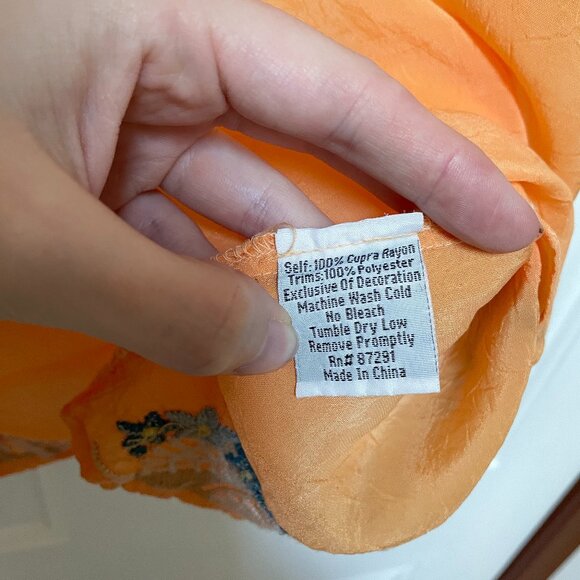 Self:100% Cupra Rayon
Trims:100% Polyester
Exclusive Of Decoration
Machine Wash Cold
No Bleach
Tumble Dry Low
Remove Promptly
Rn# 87291
Made In China